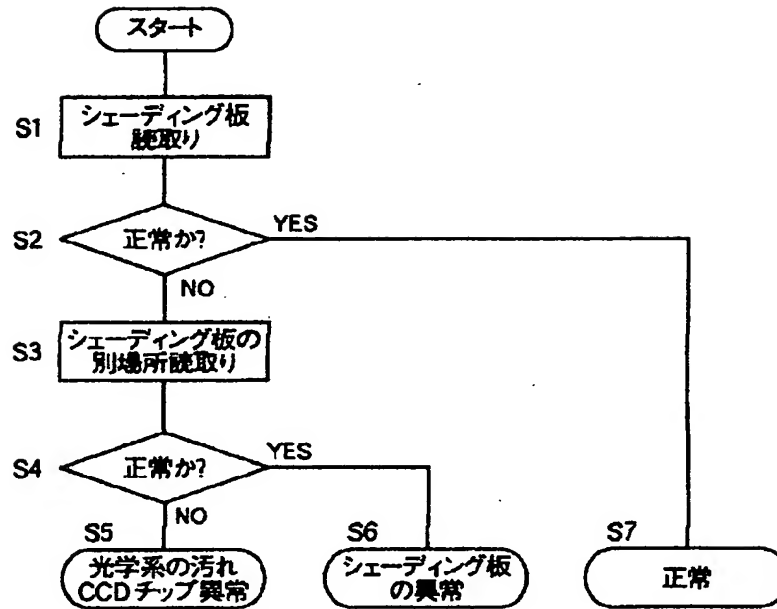 スタート
S1
シェーディング板
読取り
S2
正常か?
YES
NO
S3
シェーディング板の
別場所読取り
S4
正常か?
YES
NO
S5
光学系の汚れ
CCDチップ異常
S6
シェーディング板
の異常
S7
正常